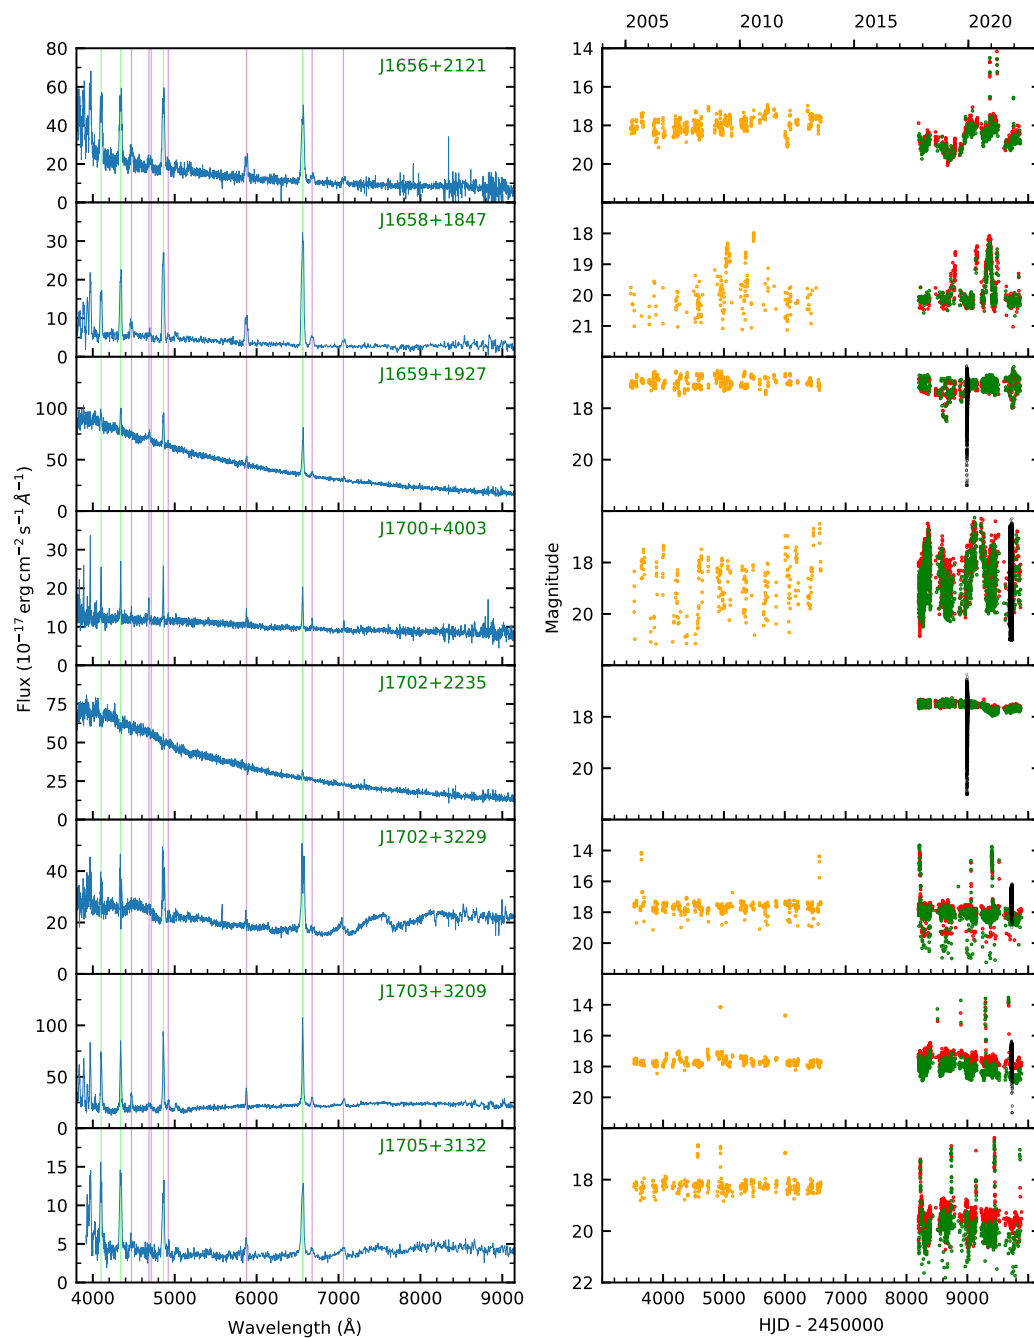 2005 2010 2015 2020
80 J1656+2121 14
60
40
20 18
0 20
J1658+1847
30 18
20 19
10 20
0 21
J1659+1927
100 18
50 20
0
J1700+4003
30 18
20
10 20
0
J1702+2235
75 18
50
25 20
0
J1702+3229 14
40 16
20 18
0 20
J1703+3209 14
100 16
50 18
0 20
J1705+3132
15 18
10
5 20
0 22
4000 5000 6000 7000 8000 9000
4000 5000 6000 7000 8000 9000
Wavelength (Å)
HJD - 2450000
Flux (10⁻¹⁷ erg cm⁻² s⁻¹ Å⁻¹)
Magnitude